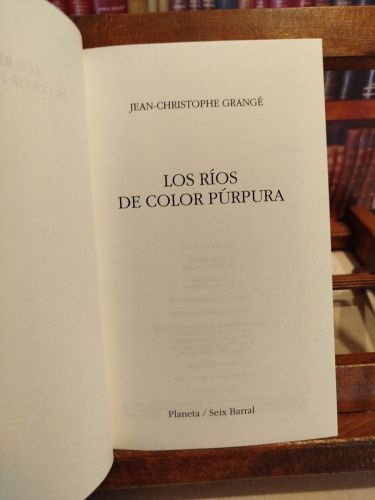 JEAN-CHRISTOPHE GRANGÉ
LOS RÍOS
DE COLOR PÚRPURA
Planeta / Seix Barral